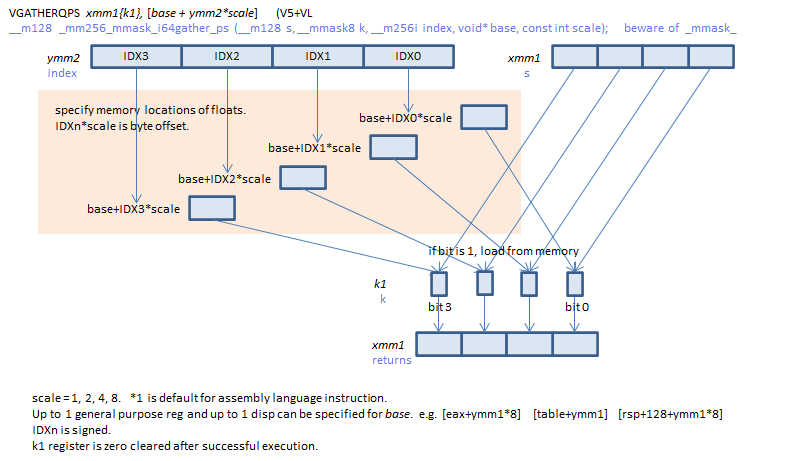 VGATHERQPS xmm1{k1}, [base + ymm2*scale] (V5+VL
__m128 _mm256_mmask_i64gather_ps (__m128 s, __mmask8 k, __m256i index, void* base, const int scale); beware of _mmask_
ymm2 IDX3 IDX2 IDX1 IDX0 xmm1
index s
specify memory locations of floats.
IDXn*scale is byte offset.
base+IDX0*scale
base+IDX1*scale
base+IDX2*scale
base+IDX3*scale
if bit is 1, load from memory
k1
k
bit 3 bit 0
xmm1
returns
scale = 1, 2, 4, 8. *1 is default for assembly language instruction.
Up to 1 general purpose reg and up to 1 disp can be specified for base. e.g. [eax+ymm1*8] [table+ymm1] [rsp+128+ymm1*8]
IDXn is signed.
k1 register is zero cleared after successful execution.